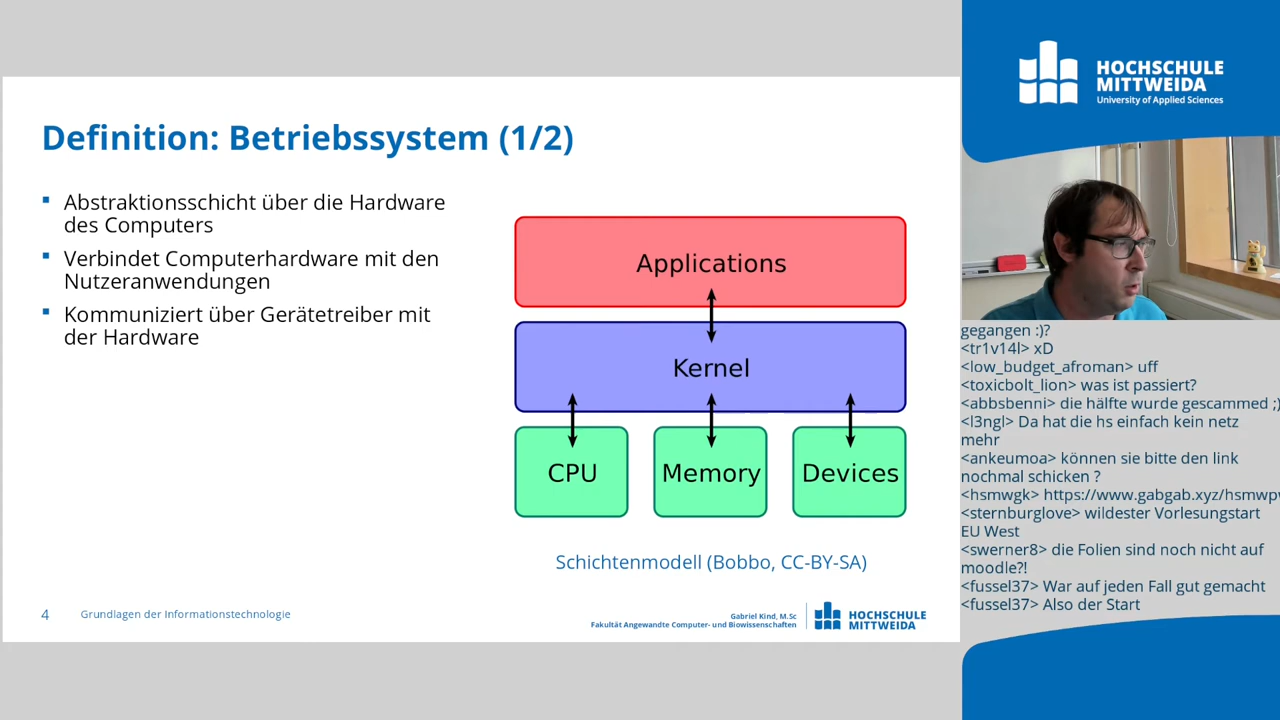 Definition: Betriebssystem (1/2)
Abstraktionsschicht über die Hardware
des Computers
Verbindet Computerhardware mit den
Nutzeranwendungen
Kommuniziert über Gerätetreiber mit
der Hardware
Applications
Kernel
CPU
Memory
Devices
Schichtenmodell (Bobbo, CC-BY-SA)
4
Grundlagen der Informationstechnologie
Gabriel Kind, M.Sc
Fakultät Angewandte Computer- und Biowissenschaften
HOCHSCHULE
MITTWEIDA
HOCHSCHULE
MITTWEIDA
University of Applied Sciences
gegangen :)?
<tr1v14l> xD
<low_budget_afroman> uff
<toxicbolt_lion> was ist passiert?
<abbsbenni> die hälfte wurde gescammed ;)
<l3ngl> Da hat die hs einfach kein netz
mehr
<ankeumoa> können sie bitte den link
nochmal schicken ?
<hsmwgk> https://www.gabgab.xyz/hsmwp
<sternburglove> wildester Vorlesungstart
EU West
<swerner8> die Folien sind noch nicht auf
moodle?!
<fussel37> War auf jeden Fall gut gemacht
<fussel37> Also der Start